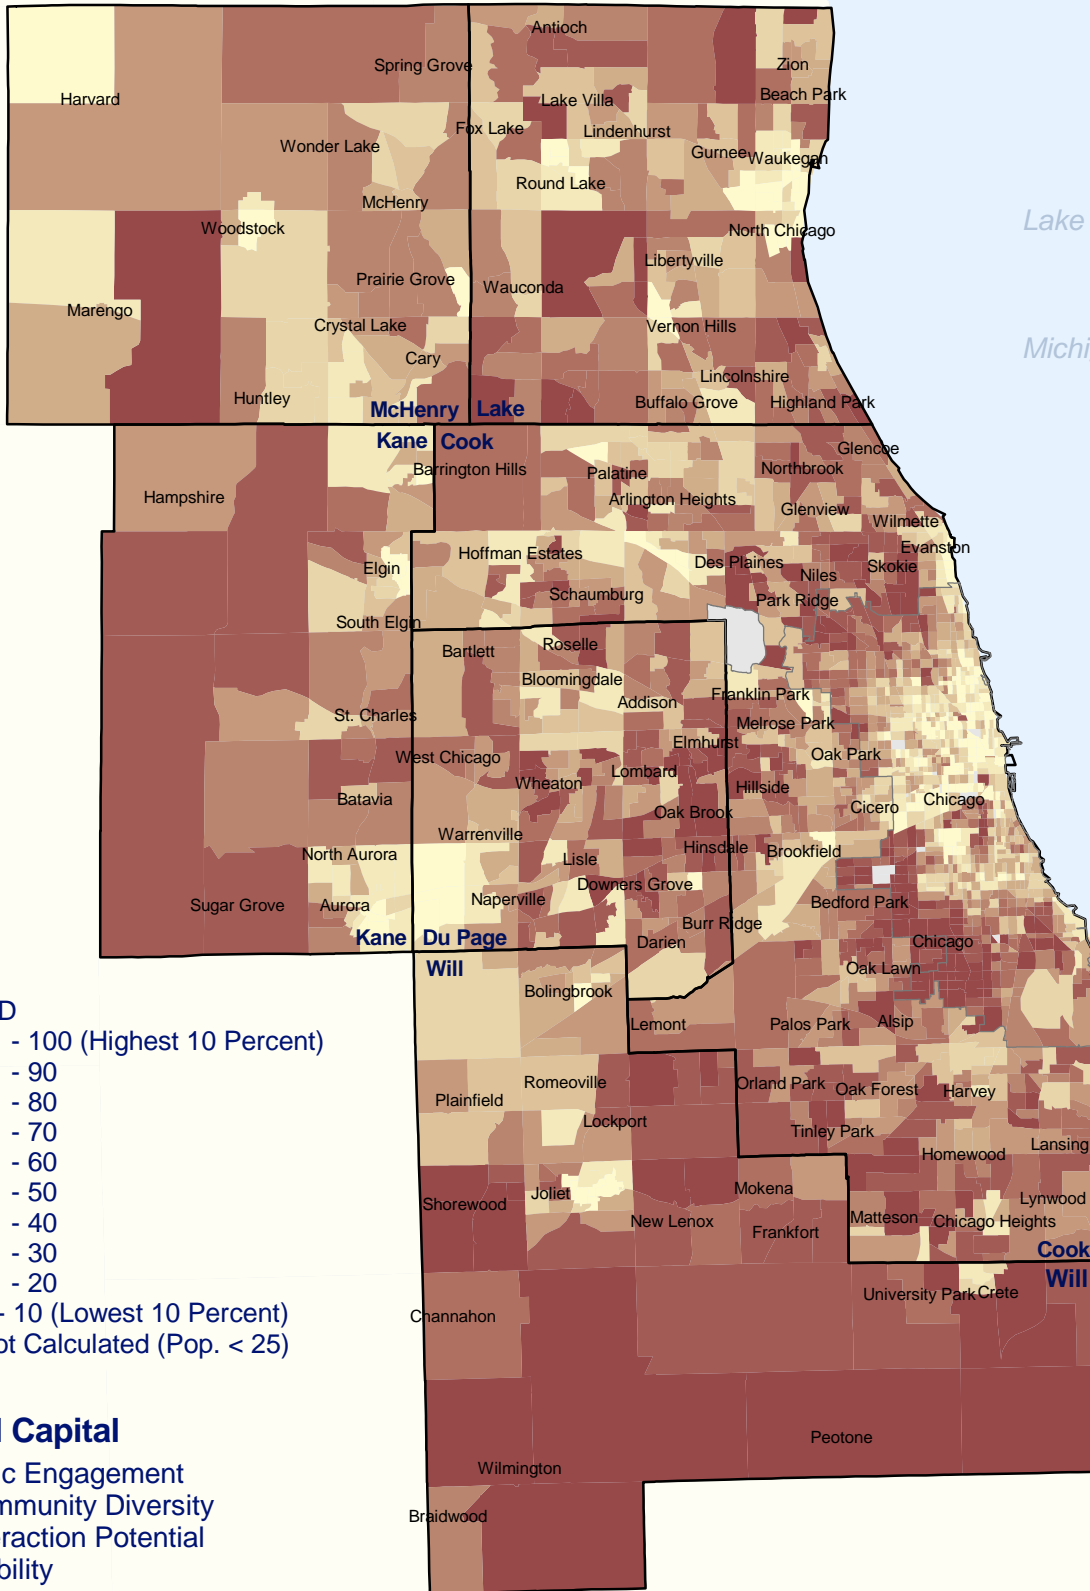 Antioch
Spring Grove
Zion
Harvard
Lake Villa
Beach Park
Fox Lake
Lindenhurst
Wonder Lake
Gurnee
Waukegan
Round Lake
McHenry
Woodstock
North Chicago
Lake
Libertyville
Prairie Grove
Wauconda
Marengo
Crystal Lake
Vernon Hills
Michi
Cary
Lincolnshire
Huntley
Buffalo Grove
Highland Park
McHenry
Lake
Kane
Cook
Glencoe
Barrington Hills
Palatine
Northbrook
Hampshire
Arlington Heights
Glenview
Wilmette
Evanston
Hoffman Estates
Des Plaines
Skokie
Elgin
Niles
Schaumburg
Park Ridge
South Elgin
Roselle
Bartlett
Bloomingdale
Franklin Park
Addison
St. Charles
Melrose Park
Elmhurst
Oak Park
West Chicago
Lombard
Wheaton
Hillside
Batavia
Chicago
Cicero
Oak Brook
Warrenville
Hinsdale
Brookfield
North Aurora
Lisle
Downers Grove
Naperville
Bedford Park
Sugar Grove
Aurora
Burr Ridge
Kane
Du Page
Darien
Chicago
Will
Oak Lawn
Bolingbrook
D
Lemont
Palos Park
Alsip
- 100 (Highest 10 Percent)
- 90
Romeoville
Orland Park
Oak Forest
Harvey
- 80
Plainfield
Lockport
- 70
Tinley Park
Lansing
Homewood
- 60
- 50
Joliet
Mokena
Shorewood
Lynwood
- 40
New Lenox
Frankfort
Matteson
Chicago Heights
- 30
Cook
- 20
Will
University Park
Crete
- 10 (Lowest 10 Percent)
Channahon
ot Calculated (Pop. < 25)
l Capital
Peotone
c Engagement
Wilmington
mmunity Diversity
Braidwood
raction Potential
bility